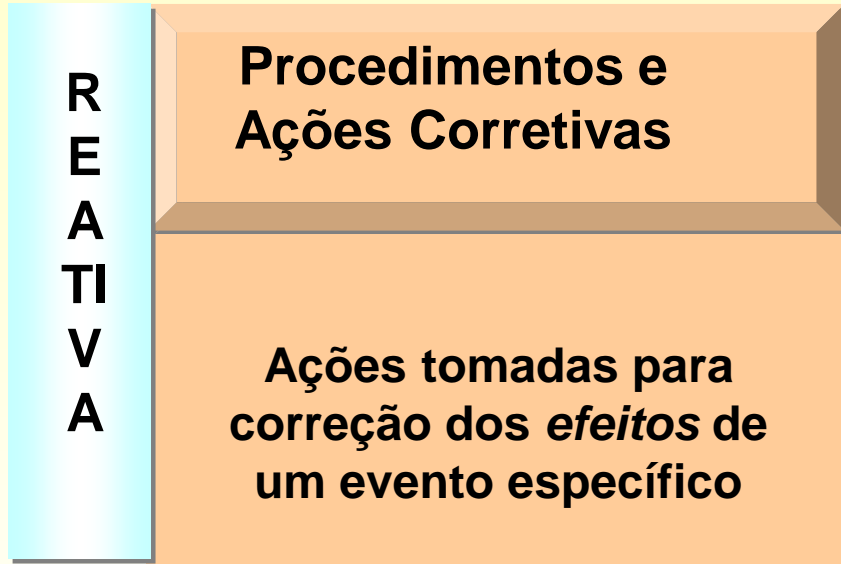 R
E
A
TI
V
A
Procedimentos e
Ações Corretivas
Ações tomadas para
correção dos efeitos de
um evento específico